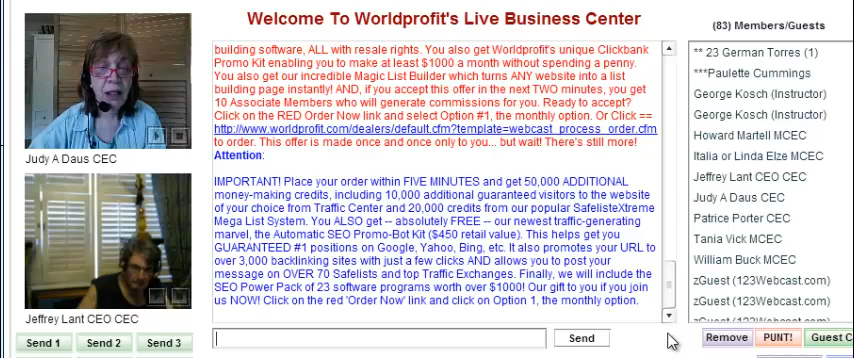 Welcome To Worldprofit's Live Business Center
(83) Members/Guests
building software, ALL with resale rights. You also get Worldprofit's unique Clickbank
Promo Kit enabling you to make at least $1000 a month without spending a penny.
You also get our incredible Magic List Builder which turns ANY website into a list
building page instantly! AND, if you accept this offer in the next TWO minutes, you get
10 Associate Members who will generate commissions for you. Ready to accept?
Click on the RED Order Now link and select Option #1, the monthly option. Or Click ==
http://www.worldprofit.com/dealers/default.cfm?template=webcast_process_order.cfm
to order. This offer is made once and once only to you... but wait! There's still more!
Attention:
IMPORTANT! Place your order within FIVE MINUTES and get 50,000 ADDITIONAL
money-making credits, including 10,000 additional guaranteed visitors to the website
of your choice from Traffic Center and 20,000 credits from our popular SafelisteXtreme
Mega List System. You ALSO get -- absolutely FREE -- our newest traffic-generating
marvel, the Automatic SEO Promo-Bot Kit ($450 retail value). This helps get you
GUARANTEED #1 positions on Google, Yahoo, Bing, etc. It also promotes your URL to
over 3,000 backlinking sites with just a few clicks AND allows you to post your
message on OVER 70 Safelists and top Traffic Exchanges. Finally, we will include the
SEO Power Pack of 23 software programs worth over $1000! Our gift to you if you join
us NOW! Click on the red 'Order Now' link and click on Option 1, the monthly option.
** 23 German Torres (1)
***Paulette Cummings
George Kosch (Instructor)
George Kosch (Instructor)
Howard Martell MCEC
Italia or Linda Elze MCEC
Jeffrey Lant CEO CEC
Judy A Daus CEC
Patrice Porter CEC
Tania Vick MCEC
William Buck MCEC
zGuest (123Webcast.com)
zGuest (123Webcast.com)
zGuest (123Webcast.com)
Judy A Daus CEC
Jeffrey Lant CEO CEC
Send 1
Send 2
Send 3
Send
Remove
PUNT!
Guest C